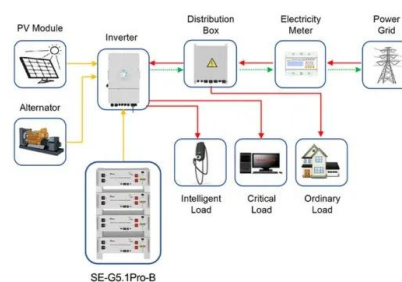 PV Module
Inverter
Distribution
Box
Electricity
Meter
Power
Grid
Alternator
Intelligent
Load
Critical
Load
Ordinary
Load
SE-G5.1Pro-B